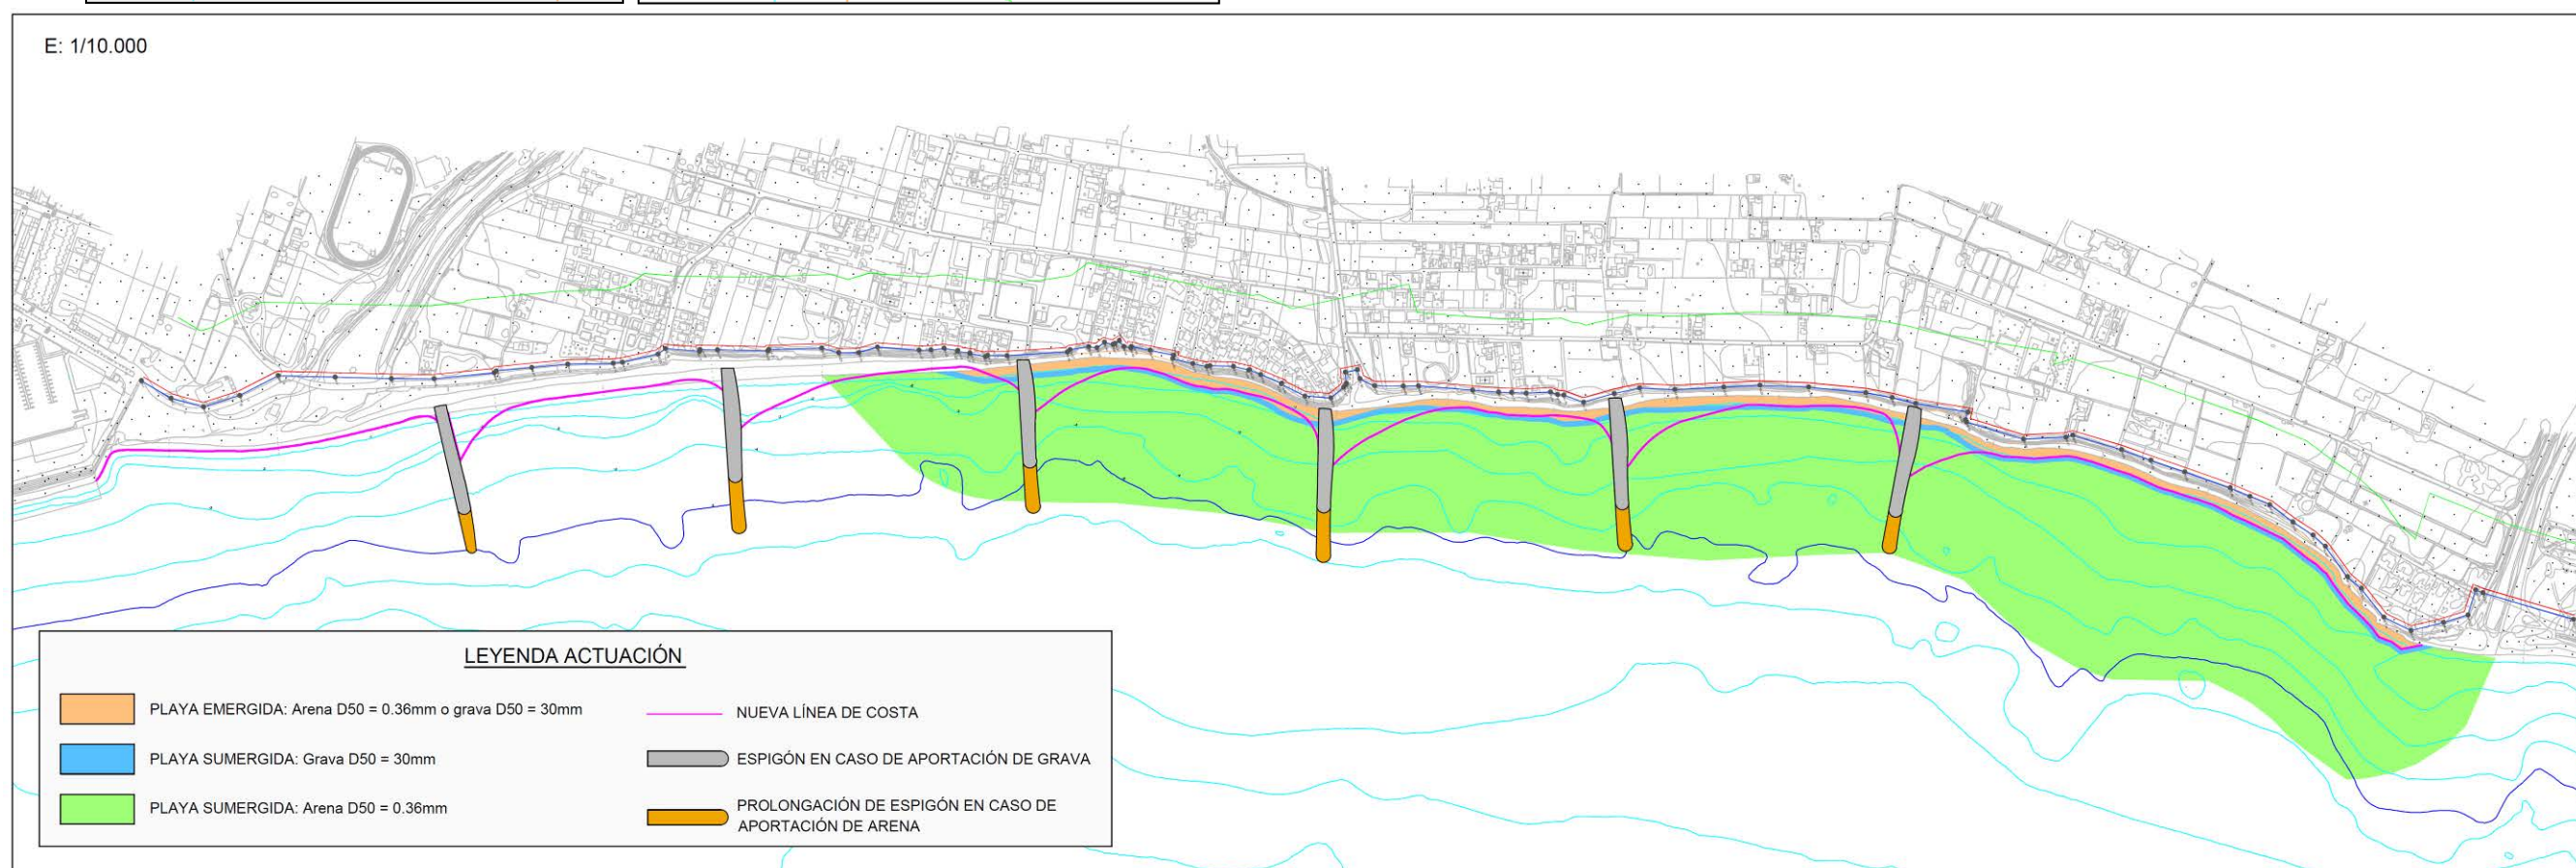 E: 1/10.000
LEYENDA ACTUACIÓN
PLAYA EMERGIDA: Arena D50 = 0.36mm o grava D50 = 30mm
PLAYA SUMERGIDA: Grava D50 = 30mm
PLAYA SUMERGIDA: Arena D50 = 0.36mm
NUEVA LÍNEA DE COSTA
ESPIGÓN EN CASO DE APORTACIÓN DE GRAVA
PROLONGACIÓN DE ESPIGÓN EN CASO DE
APORTACIÓN DE ARENA